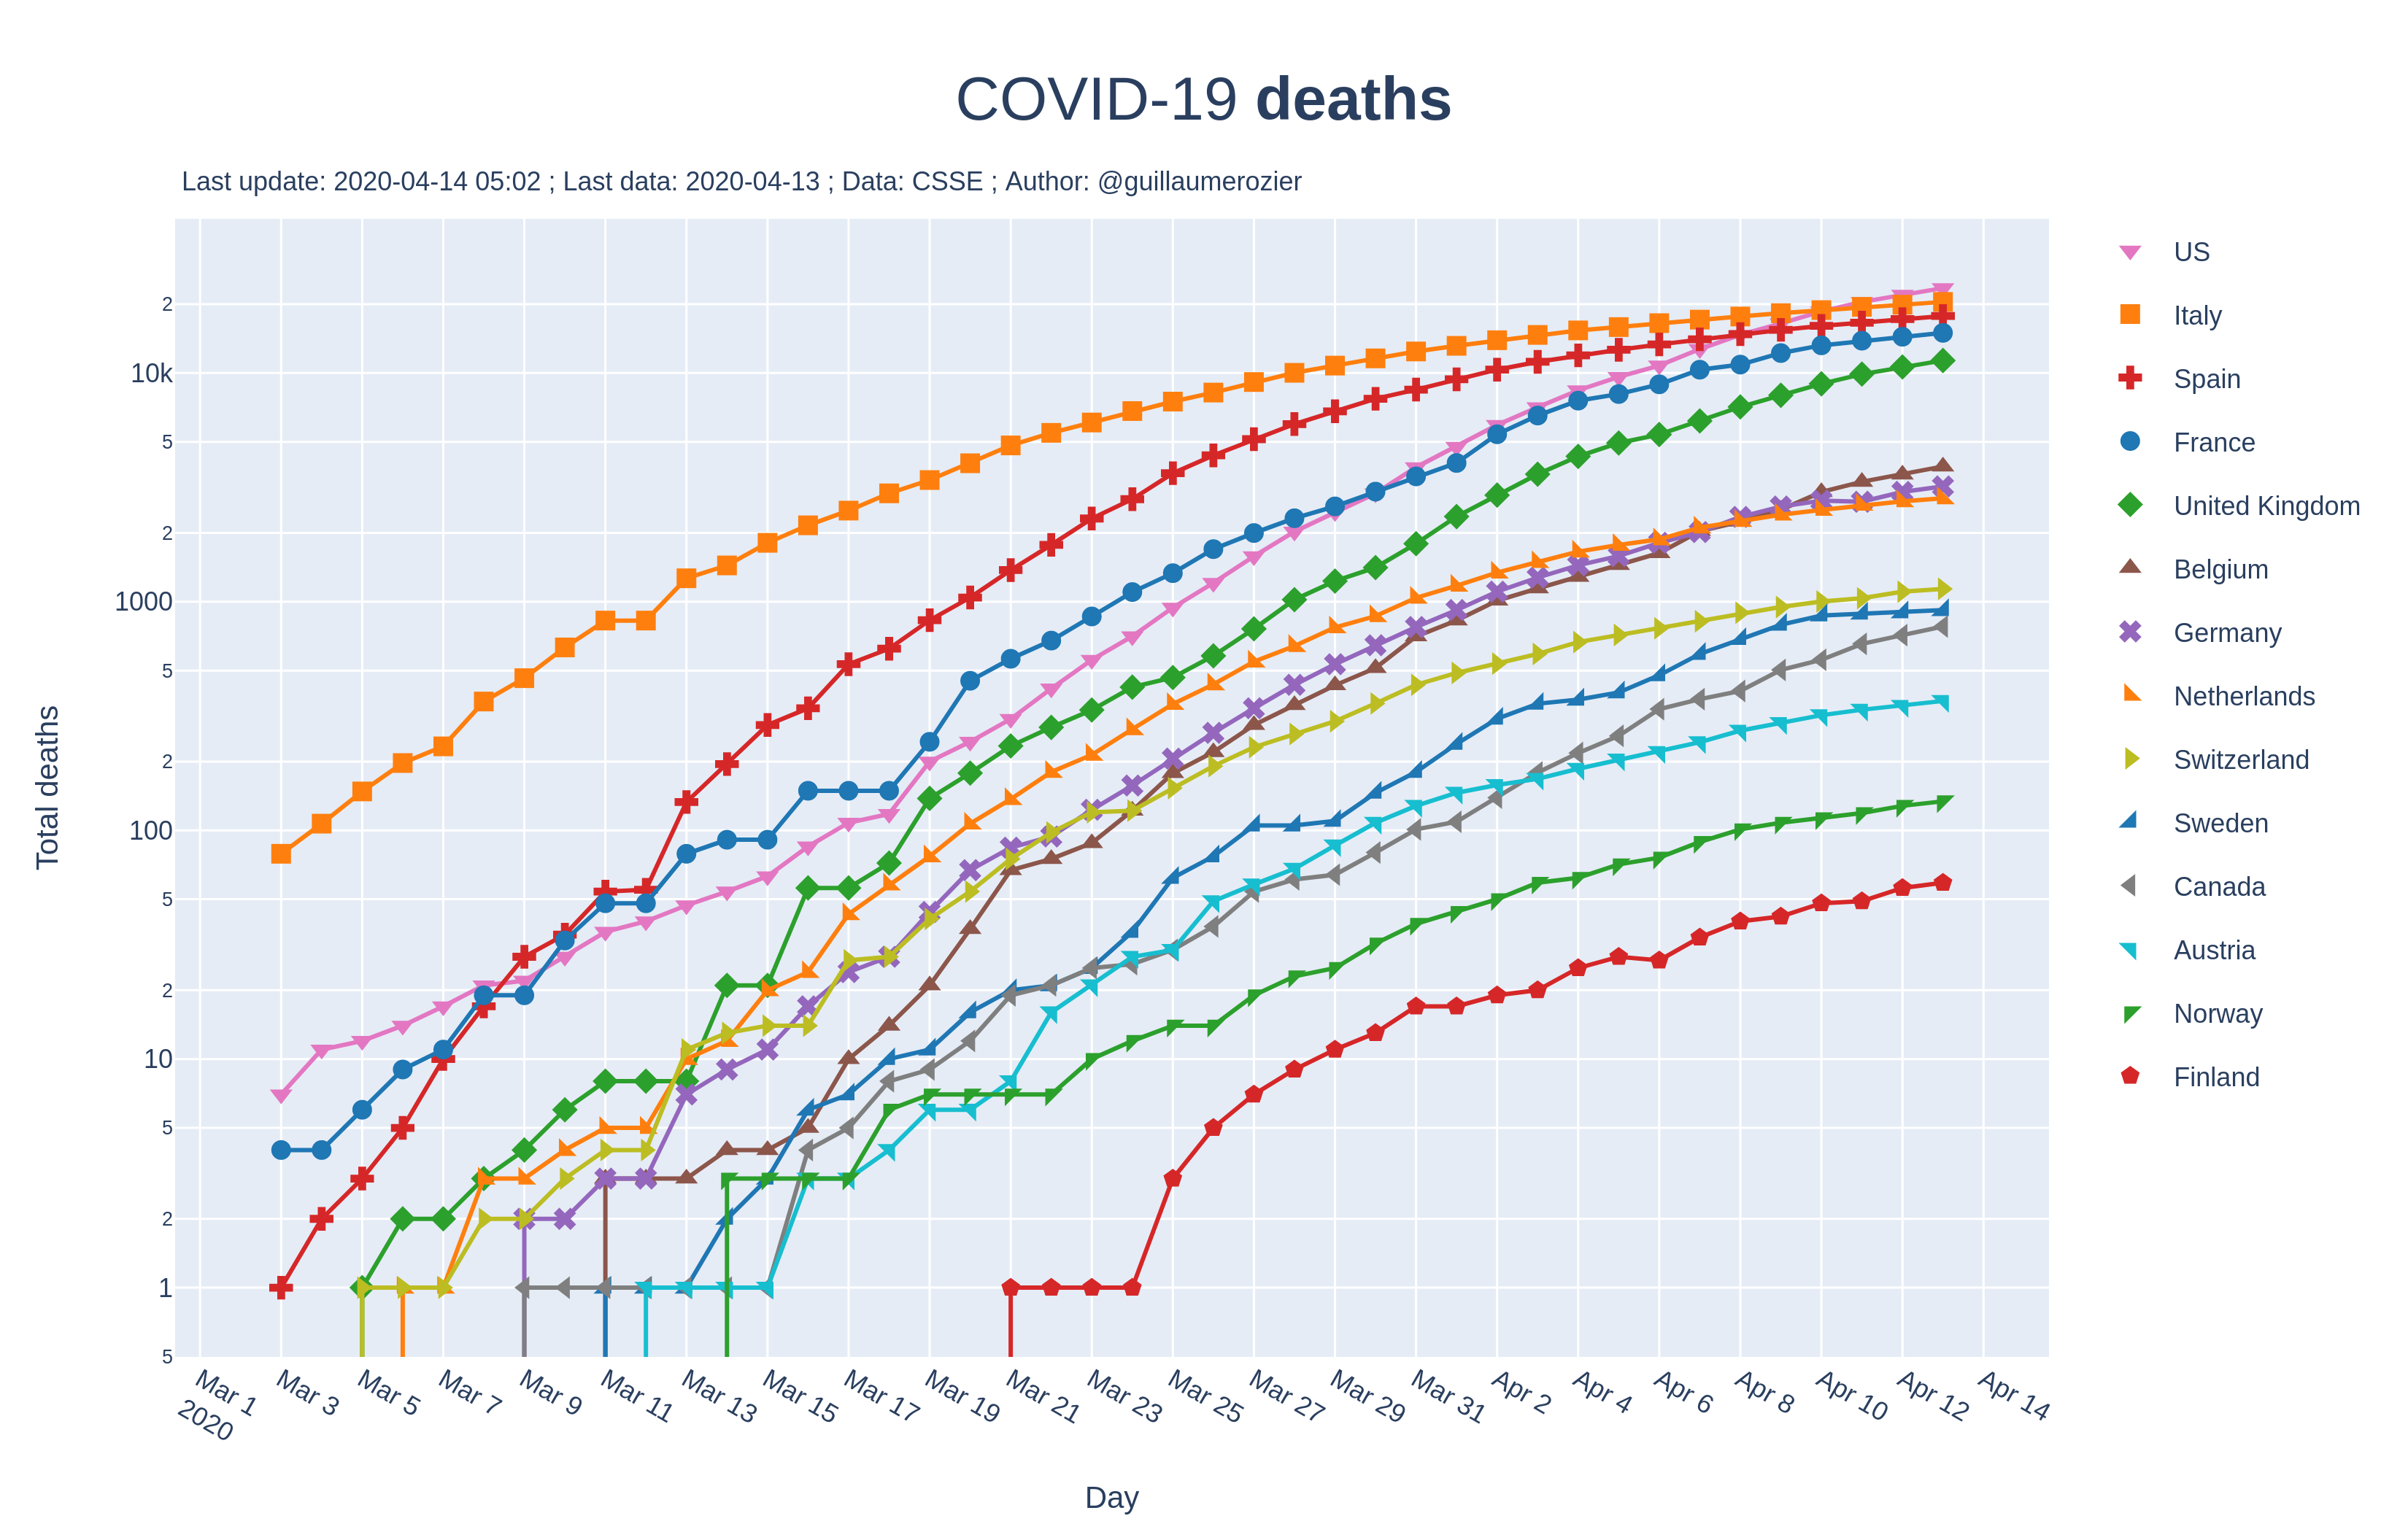 COVID-19 deaths
Last update: 2020-04-14 05:02 ; Last data: 2020-04-13 ; Data: CSSE ; Author: @guillaumerozier
2
10k
5
2
1000
5
2
100
5
2
10
5
2
1
5
Total deaths
Mar 1
2020
Mar 3
Mar 5
Mar 7
Mar 9
Mar 11
Mar 13
Mar 15
Mar 17
Mar 19
Mar 21
Mar 23
Mar 25
Mar 27
Mar 29
Mar 31
Apr 2
Apr 4
Apr 6
Apr 8
Apr 10
Apr 12
Apr 14
Day
US
Italy
Spain
France
United Kingdom
Belgium
Germany
Netherlands
Switzerland
Sweden
Canada
Austria
Norway
Finland